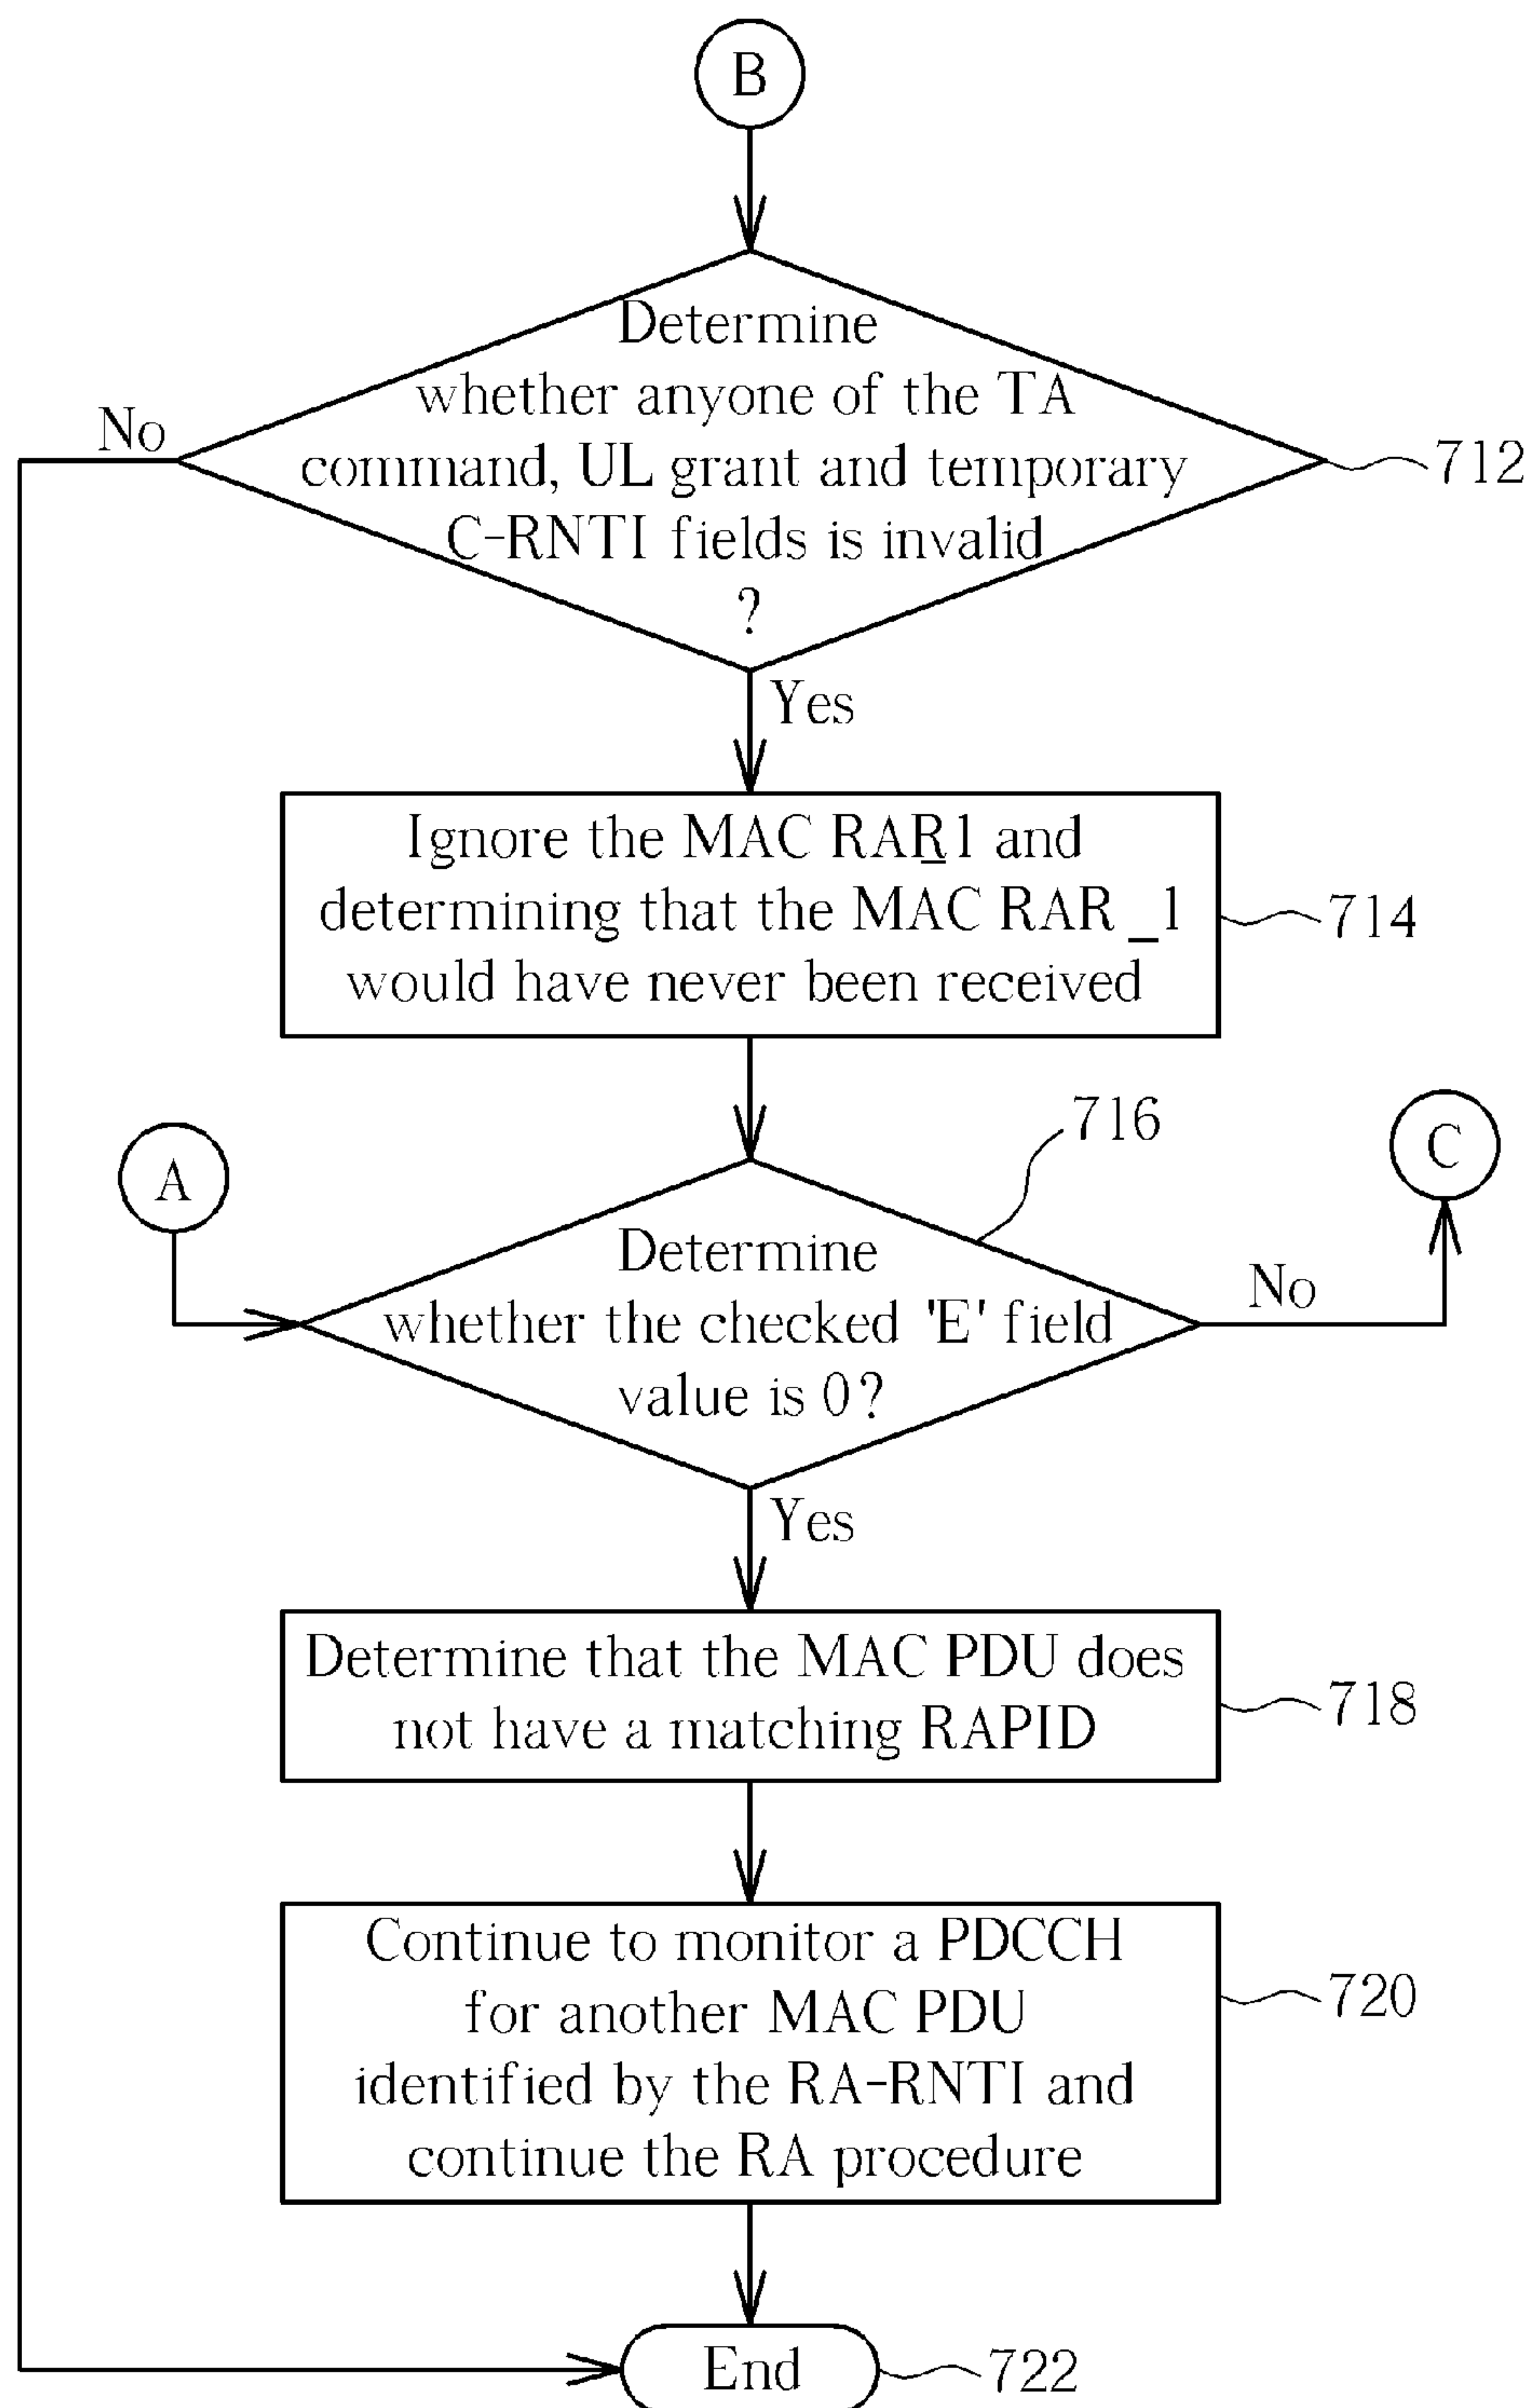 B
Determine
whether anyone of the TA
command, UL grant and temporary
C-RNTI fields is invalid
?
No
712
Yes
Ignore the MAC RAR_1 and
determining that the MAC RAR_1
would have never been received
714
716
A
C
Determine
whether the checked 'E' field
value is 0?
No
Yes
Determine that the MAC PDU does
not have a matching RAPID
718
Continue to monitor a PDCCH
for another MAC PDU
identified by the RA-RNTI and
continue the RA procedure
720
End
722